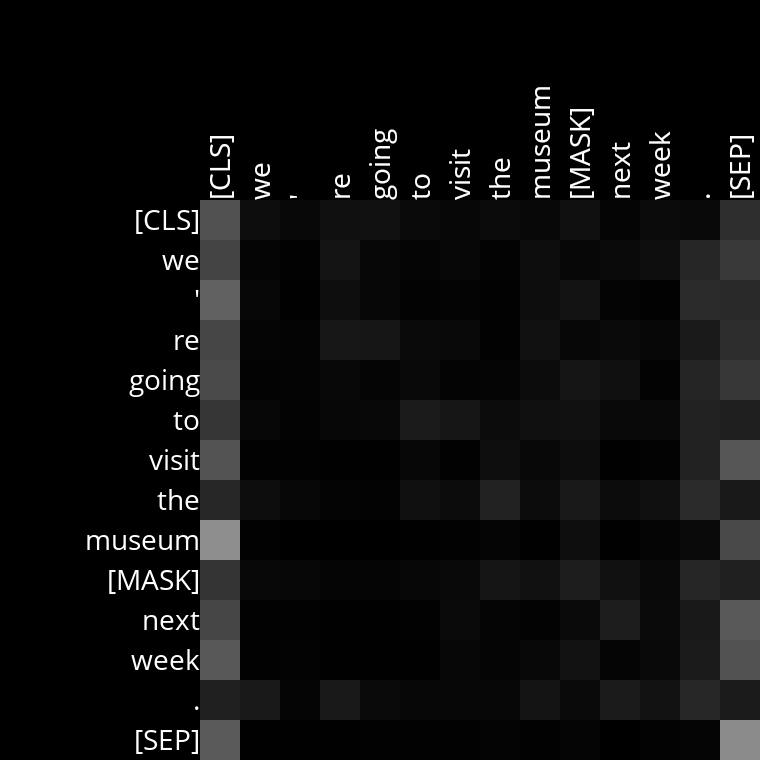 [CLS] we ' re going to visit the museum [MASK] next week . [SEP]
[CLS]
we
'
re
going
to
visit
the
museum
[MASK]
next
week
.
[SEP]